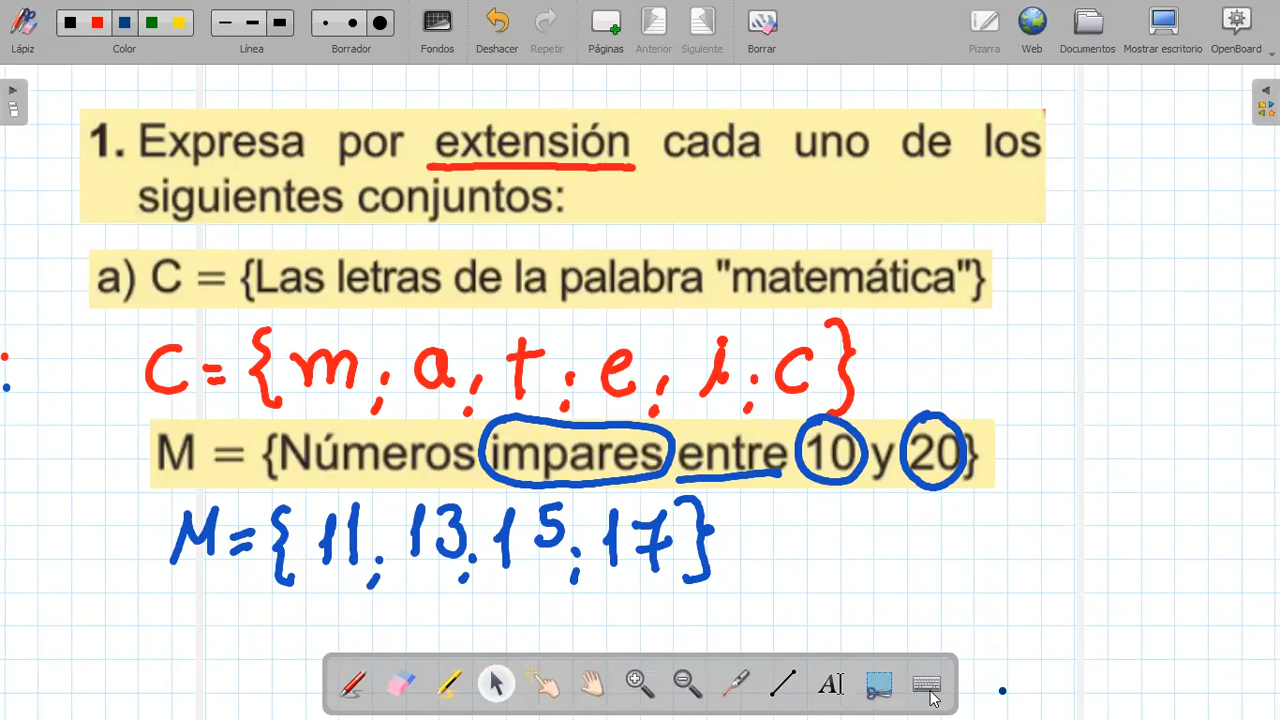 Lápiz Color Línea Borrador Fondos Deshacer Repetir Páginas Anterior Siguiente Borrar Pizarra Web Documentos Mostrar escritorio OpenBoard
1. Expresa por extensión cada uno de los
siguientes conjuntos:
a) C = {Las letras de la palabra "matemática"}
C = {m; a; t; e; i; c}
M = {Números impares entre 10 y 20}
M = {11; 13; 15; 17}
AI